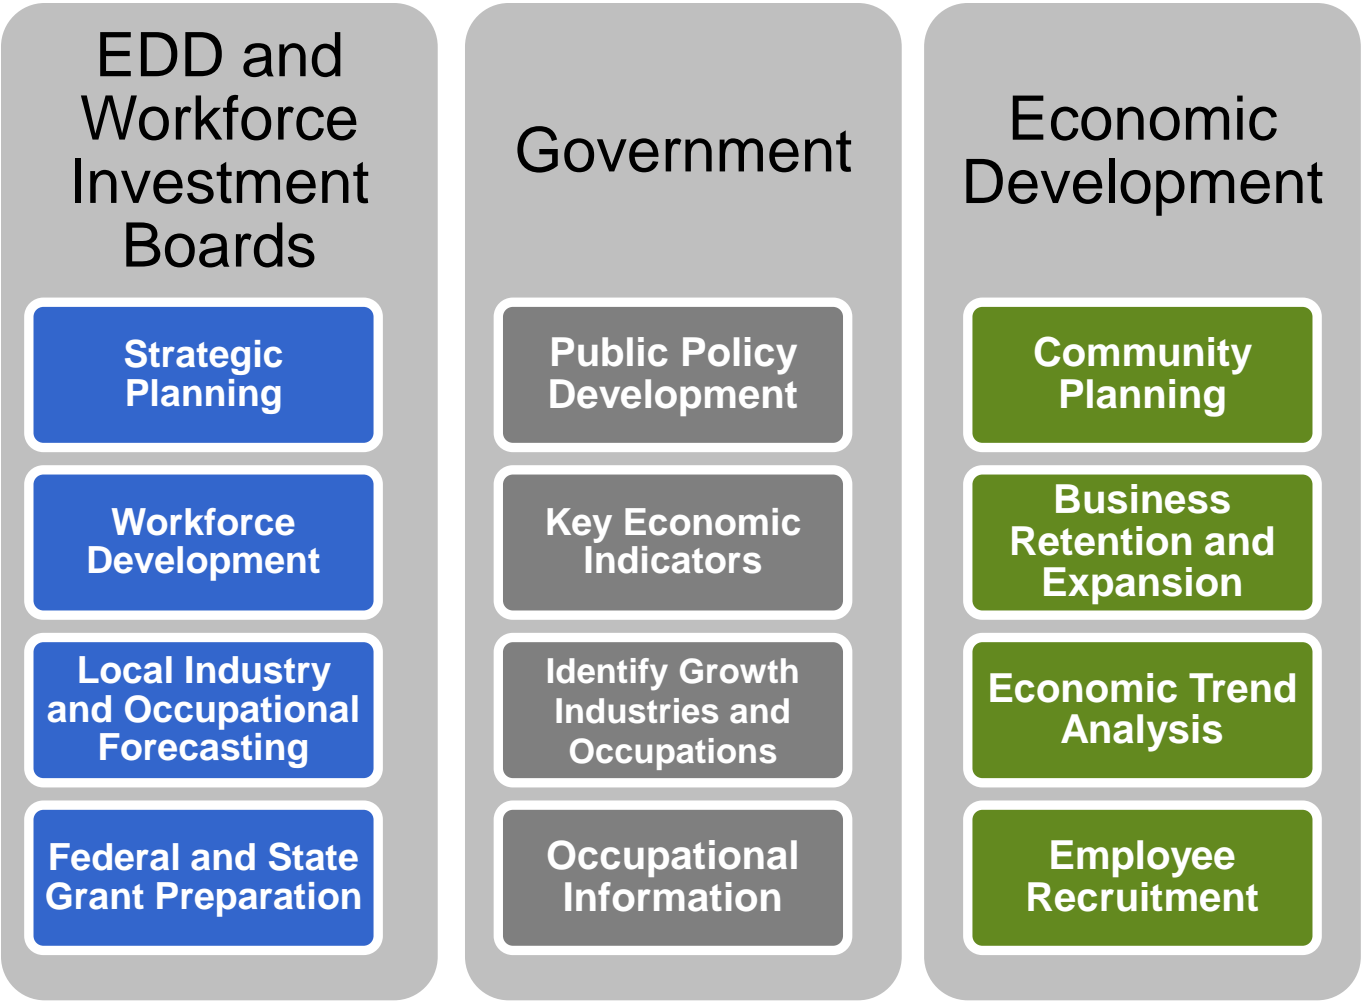 EDD and
Workforce
Investment
Boards
Strategic
Planning
Workforce
Development
Local Industry
and Occupational
Forecasting
Federal and State
Grant Preparation
Government
Public Policy
Development
Key Economic
Indicators
Identify Growth
Industries and
Occupations
Occupational
Information
Economic
Development
Community
Planning
Business
Retention and
Expansion
Economic Trend
Analysis
Employee
Recruitment